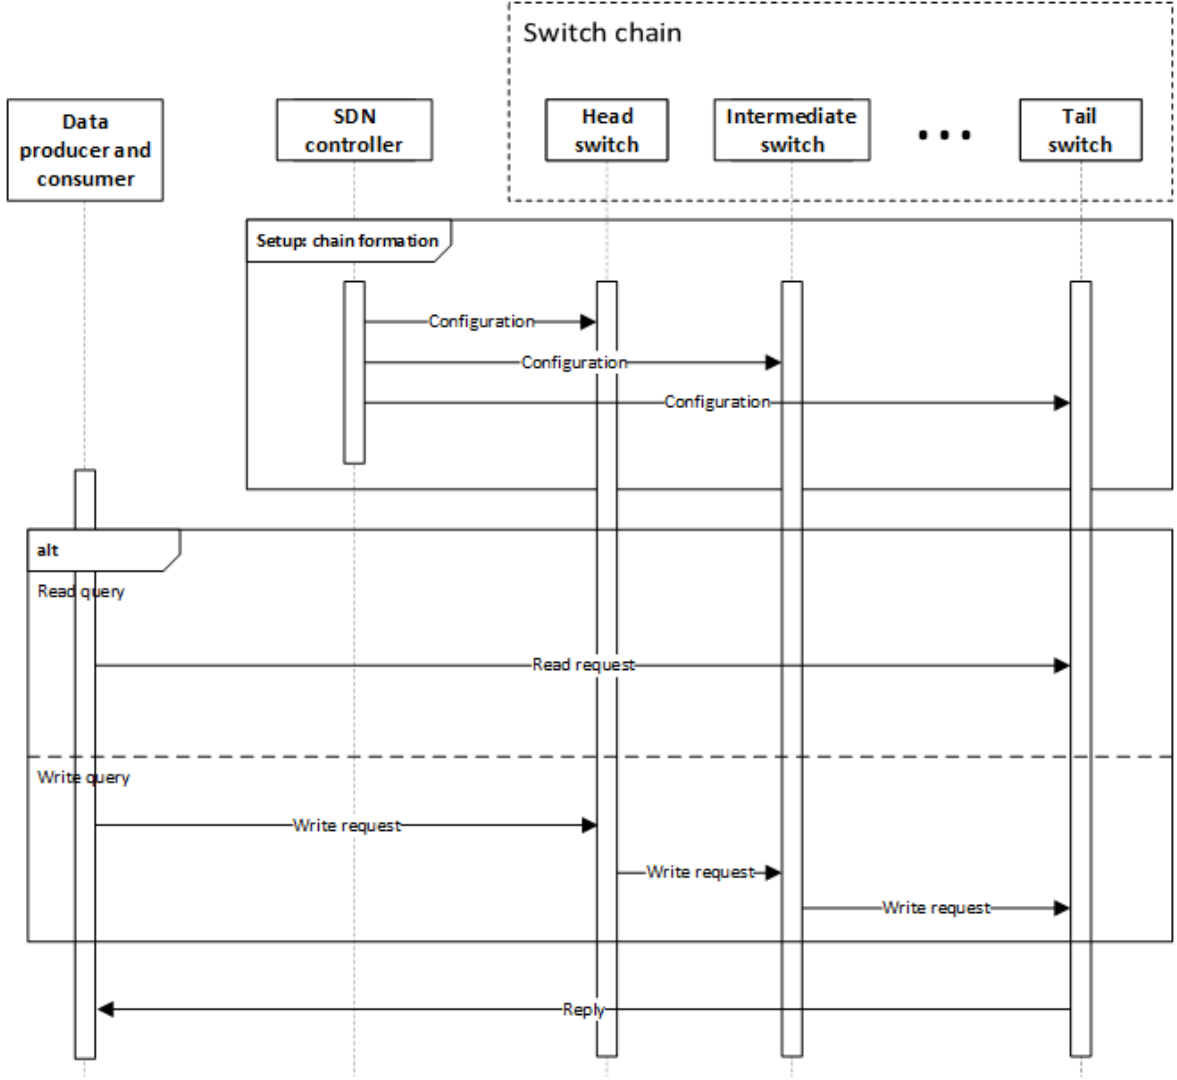 Switch chain
Data
producer and
consumer
SDN
controller
Head
switch
Intermediate
switch
...
Tail
switch
Setup: chain formation
Configuration
Configuration
Configuration
alt
Read query
Read request
Write query
Write request
Write request
Write request
Reply